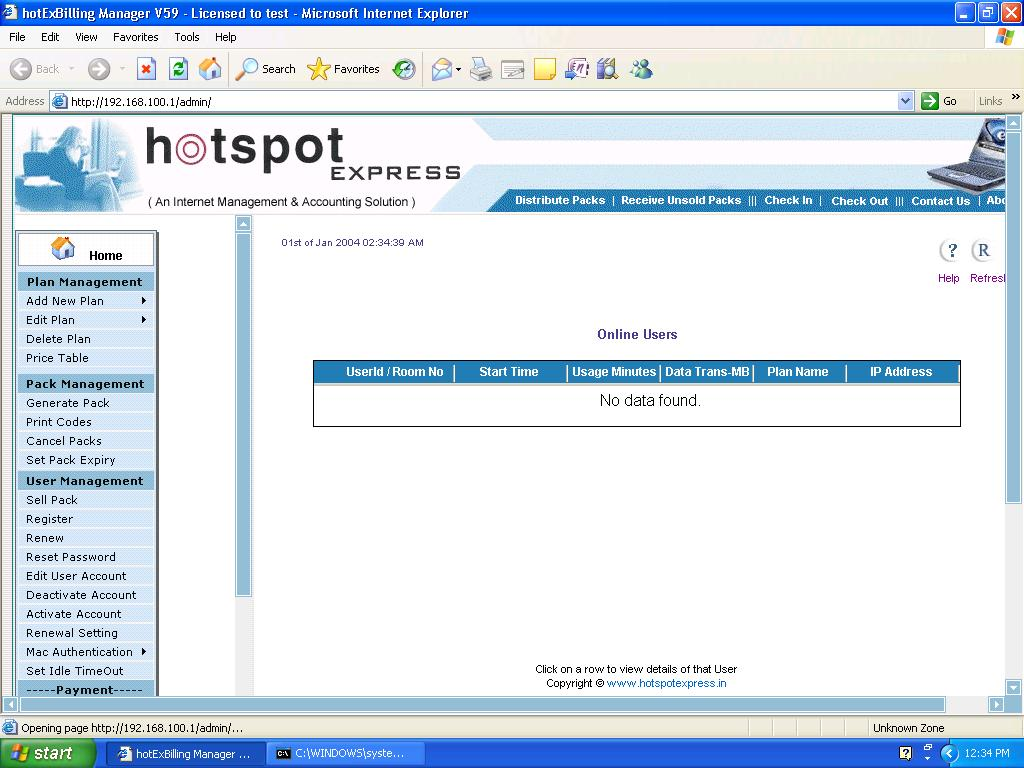 hotExBilling Manager V59 - Licensed to test - Microsoft Internet Explorer
File Edit View Favorites Tools Help
Back Search Favorites
Address http://192.168.100.1/admin/ Go Links »
hotspot
EXPRESS
( An Internet Management & Accounting Solution )
Distribute Packs | Receive Unsold Packs ||| Check In | Check Out ||| Contact Us | Abo
Home
Plan Management
Add New Plan
Edit Plan
Delete Plan
Price Table
Pack Management
Generate Pack
Print Codes
Cancel Packs
Set Pack Expiry
User Management
Sell Pack
Register
Renew
Reset Password
Edit User Account
Deactivate Account
Activate Account
Renewal Setting
Mac Authentication
Set Idle TimeOut
-----Payment-----
01st of Jan 2004 02:34:39 AM
? R
Help Refresh
Online Users
UserId / Room No | Start Time | Usage Minutes | Data Trans-MB | Plan Name | IP Address
No data found.
Click on a row to view details of that User
Copyright © www.hotspotexpress.in
Opening page http://192.168.100.1/admin/... Unknown Zone
start hotExBilling Manager ... C:\WINDOWS\syste... ? 12:34 PM